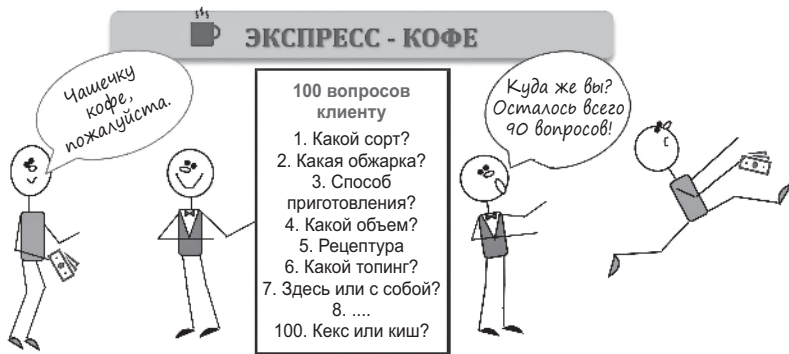 ЭКСПРЕСС - КОФЕ
Чашечку
кофе,
пожалуйста.
100 вопросов
клиенту
1. Какой сорт?
2. Какая обжарка?
3. Способ
приготовления?
4. Какой объем?
5. Рецептура
6. Какой топинг?
7. Здесь или с собой?
8. ....
100. Кекс или киш?
Куда же вы?
Осталось всего
90 вопросов!